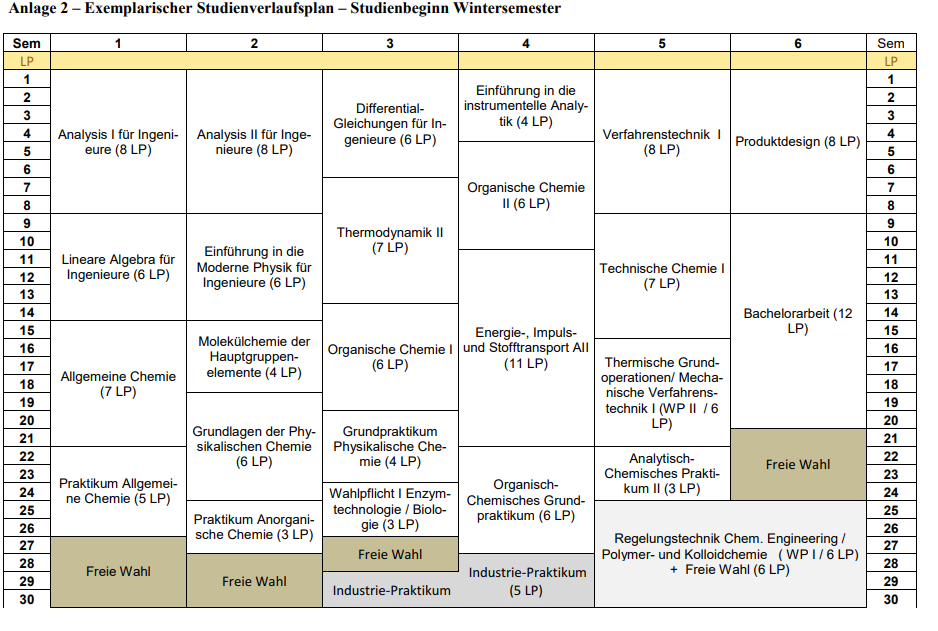 Anlage 2 – Exemplarischer Studienverlaufsplan – Studienbeginn Wintersemester
Sem 1 2 3 4 5 6 Sem
LP LP
1 1
2 2
3 3
4 4
5 5
6 6
7 7
8 8
9 9
10 10
11 11
12 12
13 13
14 14
15 15
16 16
17 17
18 18
19 19
20 20
21 21
22 22
23 23
24 24
25 25
26 26
27 27
28 28
29 29
30 30
Analysis I für Ingeni-
eure (8 LP)
Lineare Algebra für
Ingenieure (6 LP)
Allgemeine Chemie
(7 LP)
Praktikum Allgemei-
ne Chemie (5 LP)
Freie Wahl
Analysis II für Inge-
nieure (8 LP)
Einführung in die
Moderne Physik für
Ingenieure (6 LP)
Molekülchemie der
Hauptgruppen-
elemente (4 LP)
Grundlagen der Phy-
sikalischen Chemie
(6 LP)
Praktikum Anorgani-
sche Chemie (3 LP)
Freie Wahl
Differential-
Gleichungen für In-
genieure (6 LP)
Thermodynamik II
(7 LP)
Organische Chemie I
(6 LP)
Grundpraktikum
Physikalische Che-
mie (4 LP)
Wahlpflicht I Enzym-
technologie / Biolo-
gie (3 LP)
Freie Wahl
Industrie-Praktikum
Einführung in die
instrumentelle Analy-
tik (4 LP)
Organische Chemie
II (6 LP)
Energie-, Impuls-
und Stofftransport AII
(11 LP)
Organisch-
Chemisches Grund-
praktikum (6 LP)
Industrie-Praktikum
(5 LP)
Verfahrenstechnik I
(8 LP)
Technische Chemie I
(7 LP)
Thermische Grund-
operationen/ Mecha-
nische Verfahrens-
technik I (WP II / 6
LP)
Analytisch-
Chemisches Prakti-
kum II (3 LP)
Regelungstechnik Chem. Engineering /
Polymer- und Kolloidchemie ( WP I / 6 LP)
+ Freie Wahl (6 LP)
Produktdesign (8 LP)
Bachelorarbeit (12
LP)
Freie Wahl